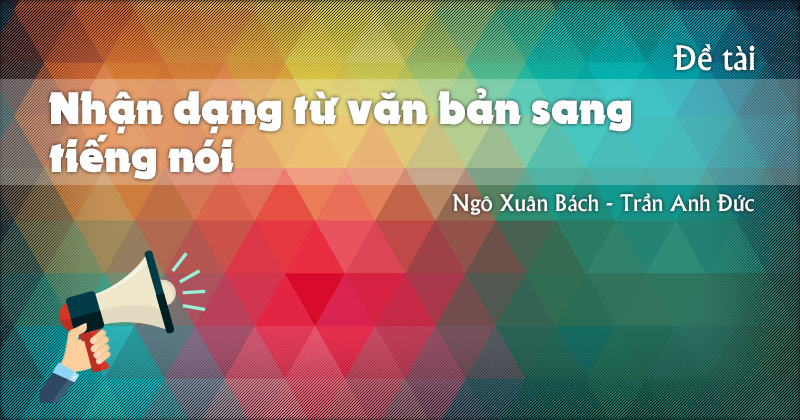 Đề tài
Nhận dạng từ văn bản sang
tiếng nói
Ngô Xuân Bách - Trần Anh Đức